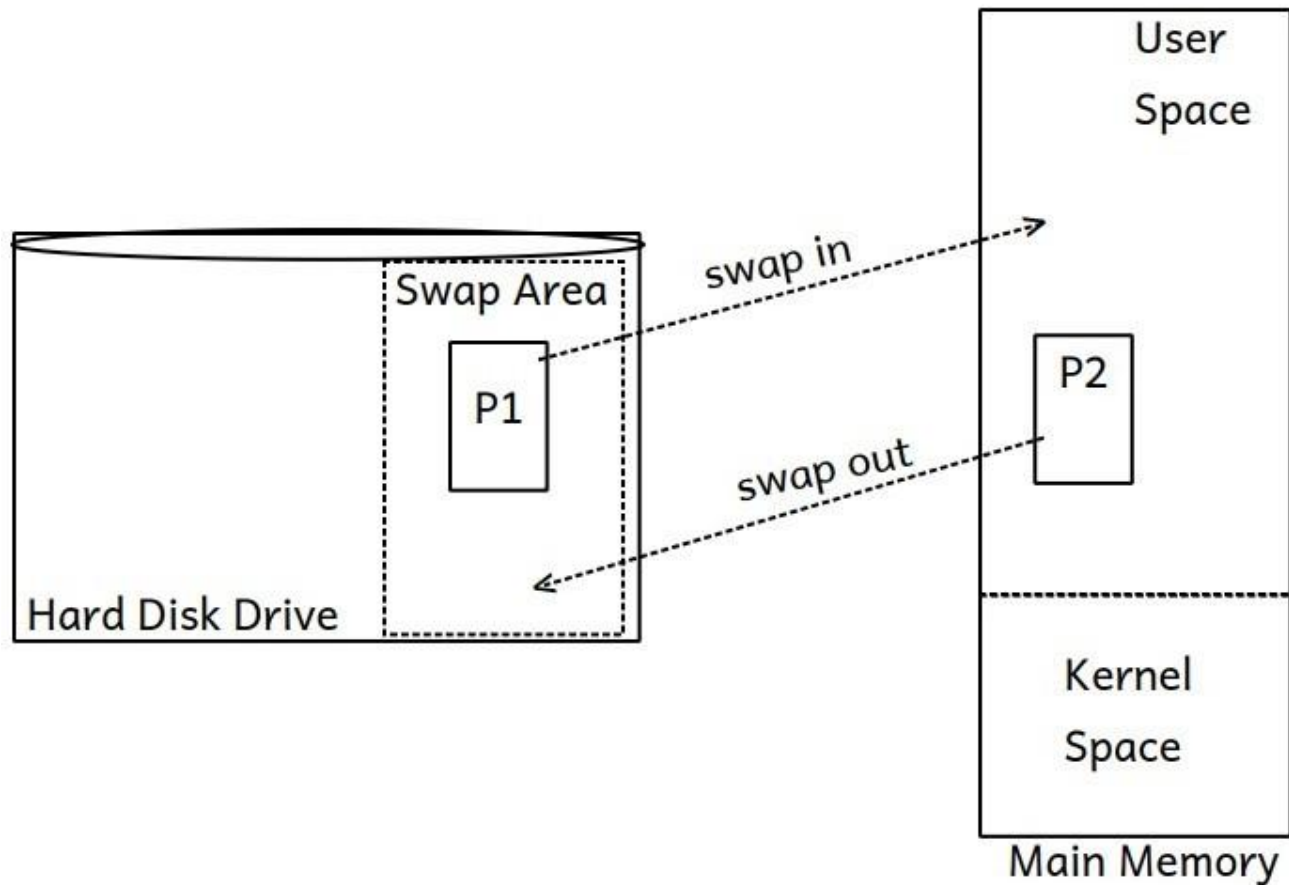 User
Space
swap in
Swap Area
P1
P2
swap out
Hard Disk Drive
Kernel
Space
Main Memory